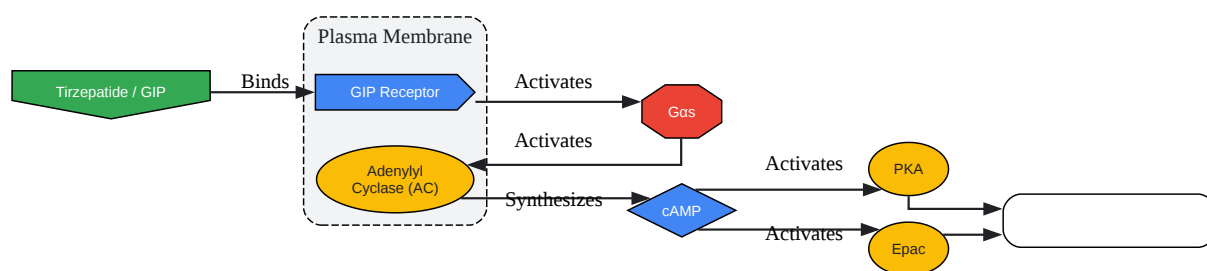 Plasma Membrane
Tirzepatide / GIP
Binds
GIP Receptor
Activates
Gαs
Activates
Adenylyl
Cyclase (AC)
Synthesizes
cAMP
Activates
PKA
Activates
Epac